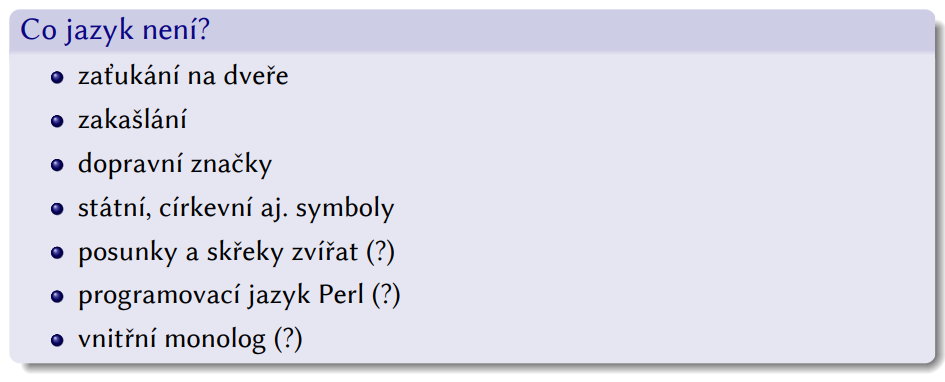 Co jazyk není?
zaťukání na dveře
zakašlání
dopravní značky
státní, církevní aj. symboly
posunky a skřeky zvířat (?)
programovací jazyk Perl (?)
vnitřní monolog (?)